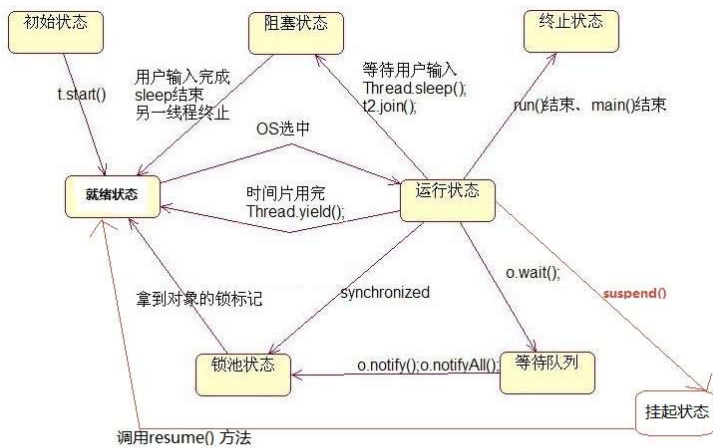 初始状态
阻塞状态
终止状态
t.start()
用户输入完成
sleep结束
另一线程终止
等待用户输入
Thread.sleep();
t2.join();
run()结束、main()结束
OS选中
就绪状态
时间片用完
Thread.yield();
运行状态
拿到对象的锁标记
synchronized
o.wait();
suspend()
锁池状态
o.notify();o.notifyAll();
等待队列
挂起状态
调用resume() 方法